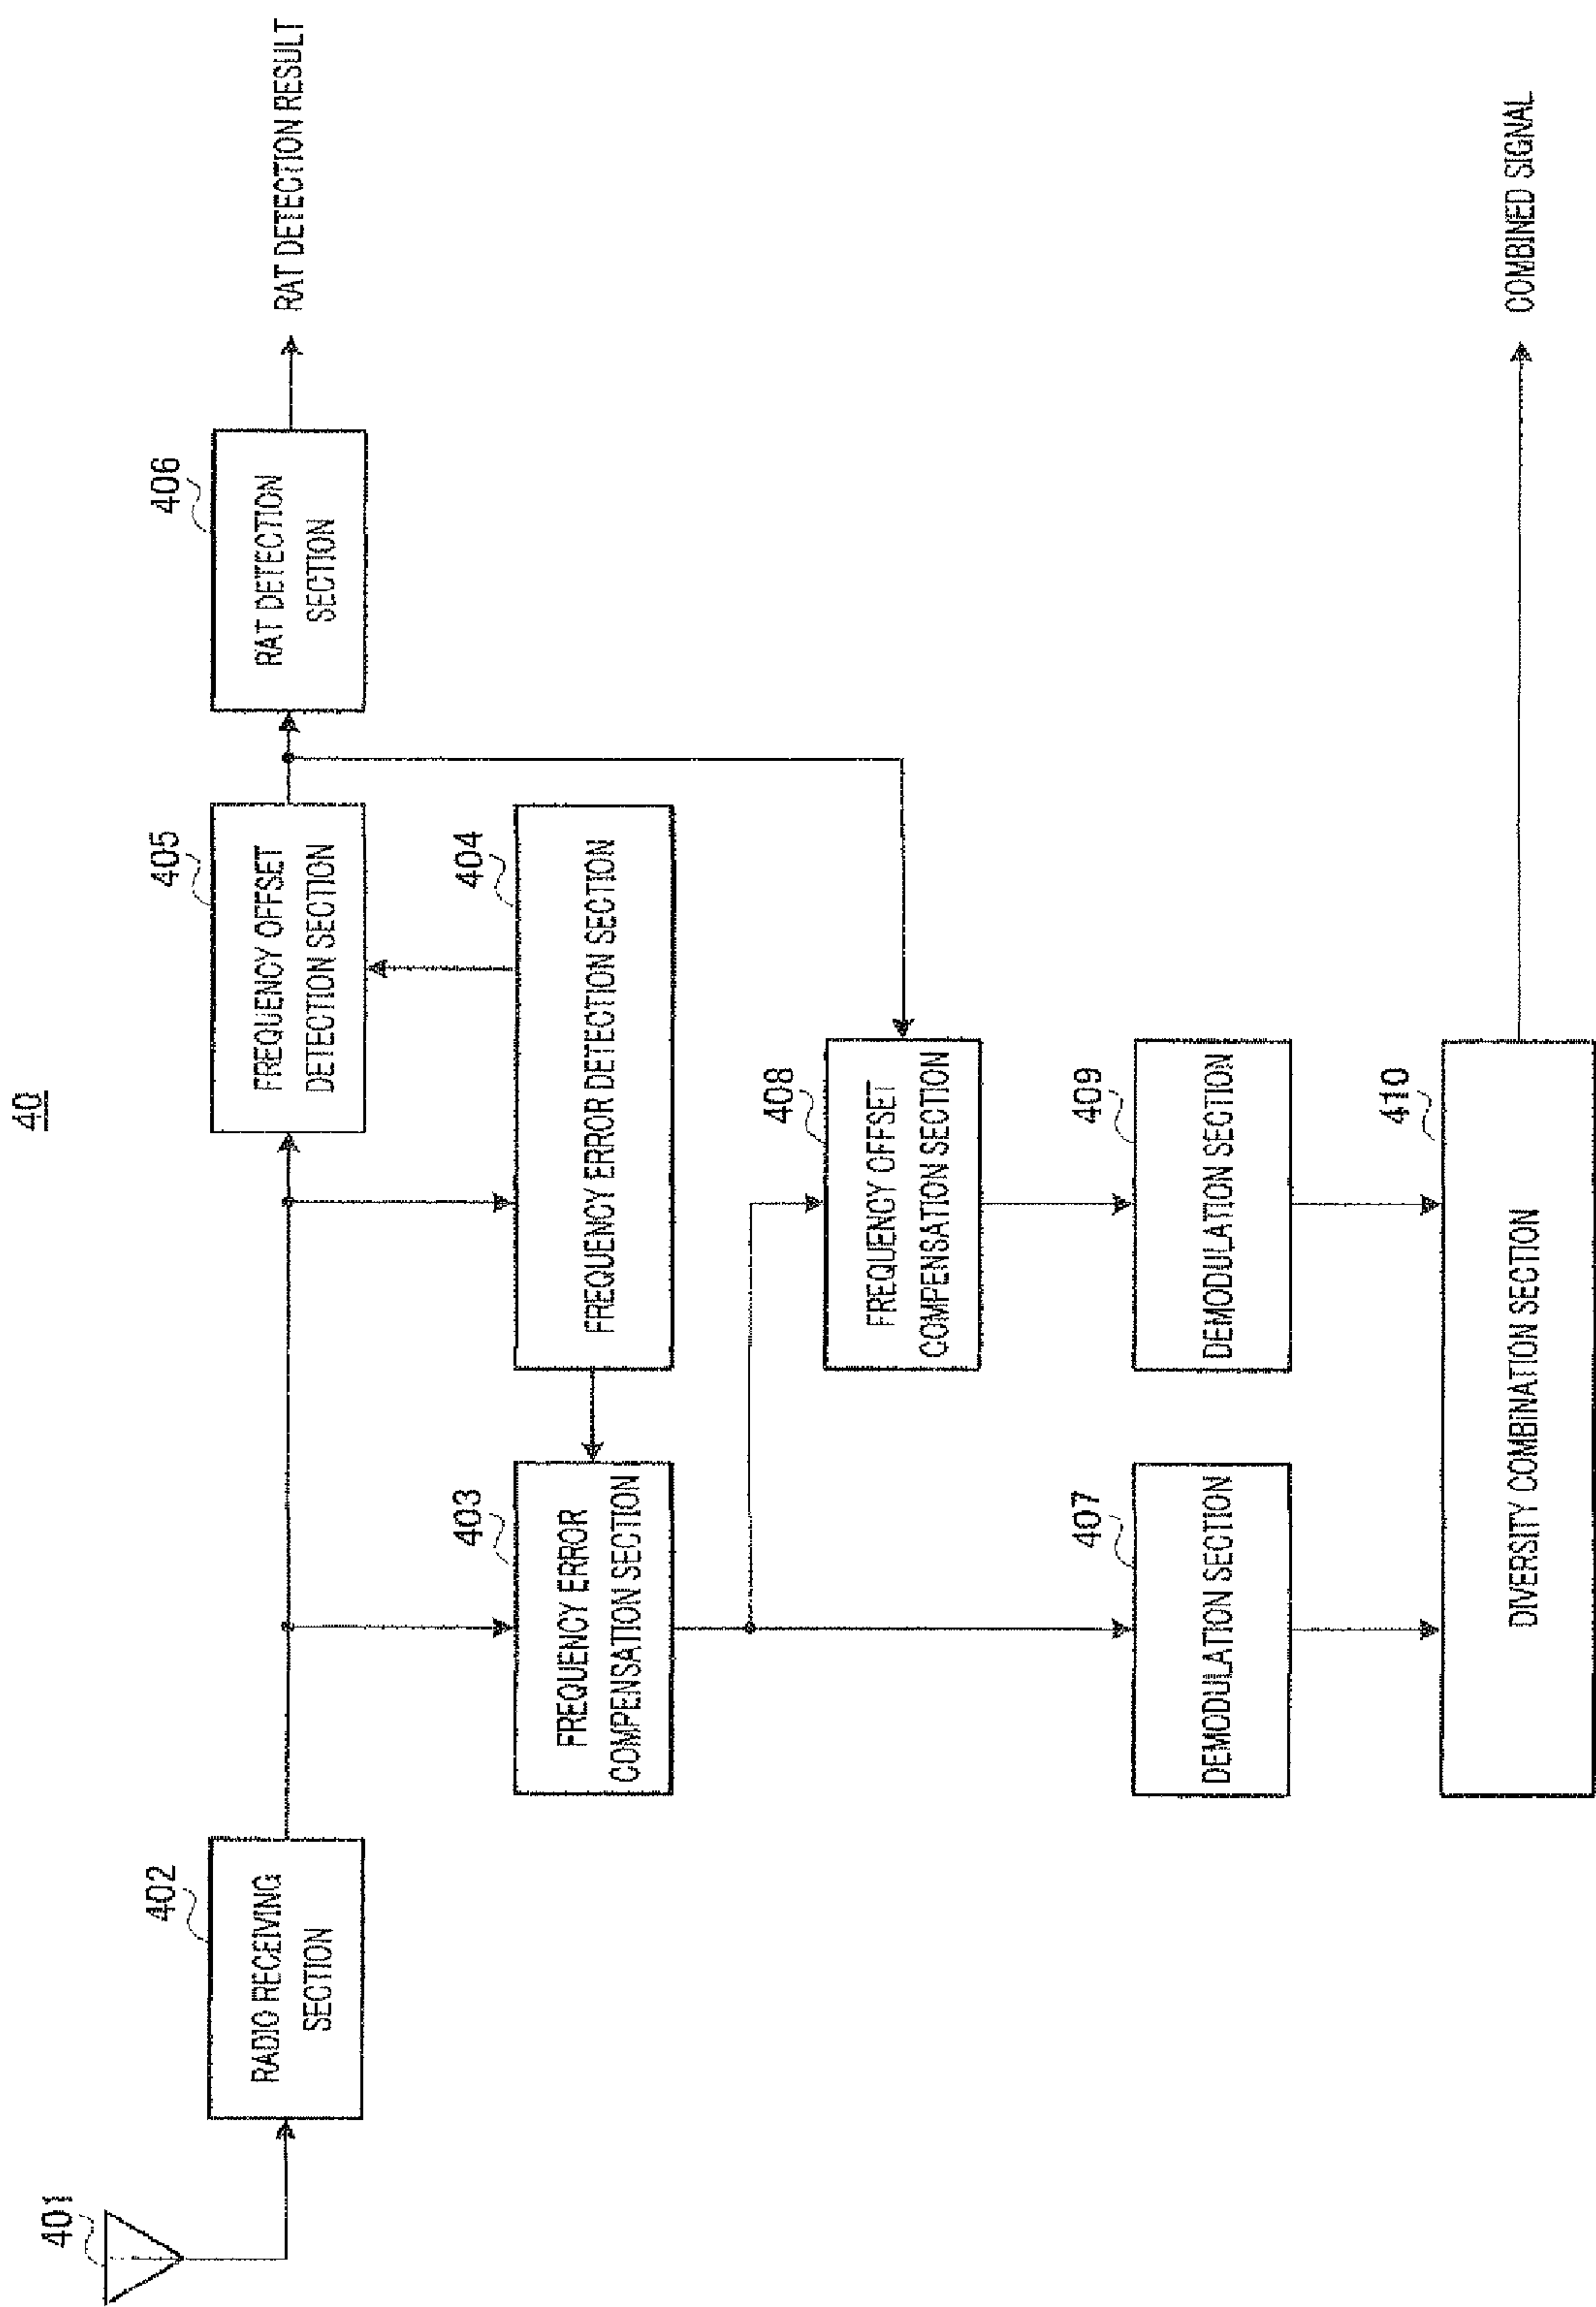 40
401
402
RADIO RECEIVING
SECTION
405
FREQUENCY OFFSET
DETECTION SECTION
406
RAT DETECTION
SECTION
RAT DETECTION RESULT
403
FREQUENCY ERROR
COMPENSATION SECTION
404
FREQUENCY ERROR DETECTION SECTION
408
FREQUENCY OFFSET
COMPENSATION SECTION
407
DEMODULATION SECTION
409
DEMODULATION SECTION
410
DIVERSITY COMBINATION SECTION
COMBINED SIGNAL